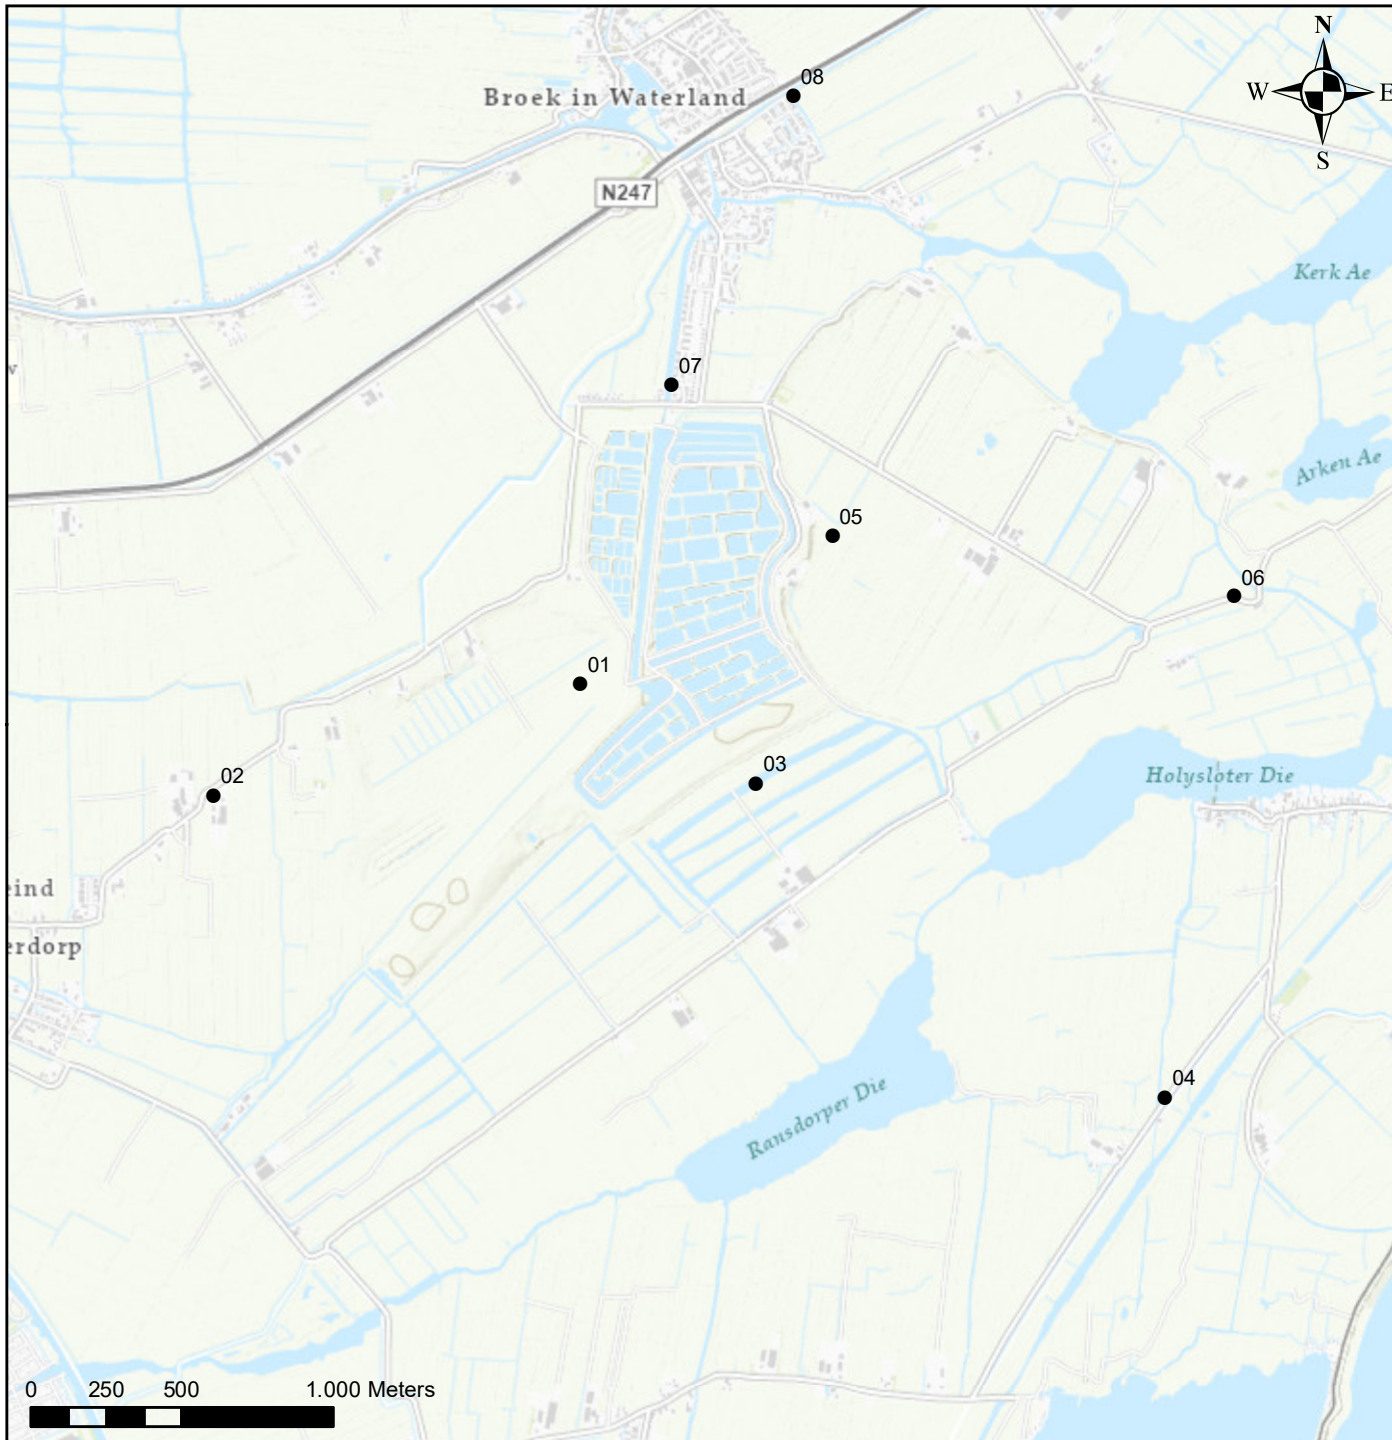 N
W E
S
08
Broek in Waterland
N247
Kerk Ae
07
Arken Ae
05
06
01
03
02
Holysloter Die
eind
erdorp
04
Ransdorper Die
0 250 500 1.000 Meters